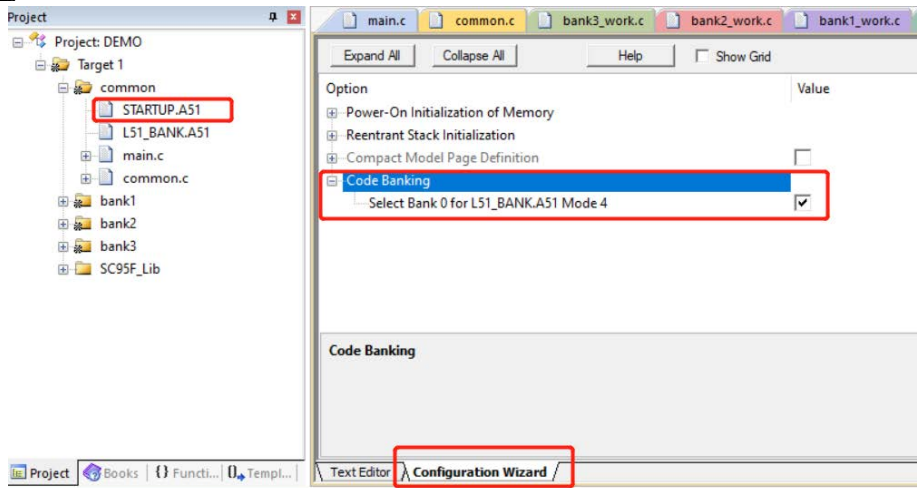 Project
Project: DEMO
Target 1
common
STARTUP.A51
L51_BANK.A51
main.c
common.c
bank1
bank2
bank3
SC95F_Lib
Project Books {} Functi... 0 Templ...
main.c common.c bank3_work.c bank2_work.c bank1_work.c
Expand All Collapse All Help Show Grid
Option Value
Power-On Initialization of Memory
Reentrant Stack Initialization
Compact Model Page Definition
Code Banking
Select Bank 0 for L51_BANK.A51 Mode 4
Code Banking
Text Editor Configuration Wizard